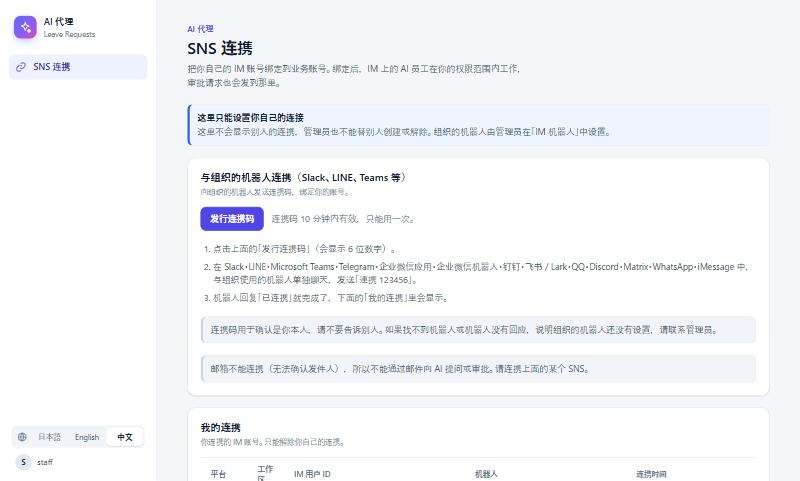 AI 代理
Leave Requests
SNS 连携
AI 代理
SNS 连携
把你自己的 IM 账号绑定到业务账号。绑定后，IM 上的 AI 员工在你的权限范围内工作，
审批请求也会发到那里。
这里只能设置你自己的连接
这里不会显示别人的连携，管理员也不能替别人创建或解除。组织的机器人由管理员在「IM 机器人」中设置。
与组织的机器人连携（Slack、LINE、Teams 等）
向组织的机器人发送连携码，绑定你的账号。
发行连携码
连携码 10 分钟内有效，只能用一次。
1. 点击上面的「发行连携码」（会显示 6 位数字）。
2. 在 Slack・LINE・Microsoft Teams・Telegram・企业微信应用・企业微信机器人・钉钉・飞书 / Lark・QQ・Discord・Matrix・WhatsApp・iMessage 中，
与组织使用的机器人单独聊天，发送「連携 123456」。
3. 机器人回复「已连携」就完成了，下面的「我的连携」里会显示。
连携码用于确认是你本人，请不要告诉别人。如果找不到机器人或机器人没有回应，说明组织的机器人还没有设置，请联系管理员。
邮箱不能连携（无法确认发件人），所以不能通过邮件向 AI 提问或审批。请连携上面的某个 SNS。
我的连携
你连携的 IM 账号。只能解除你自己的连携。
平台
工作
区
IM 用户 ID
机器人
连携时间
日本語
English
中文
S
staff